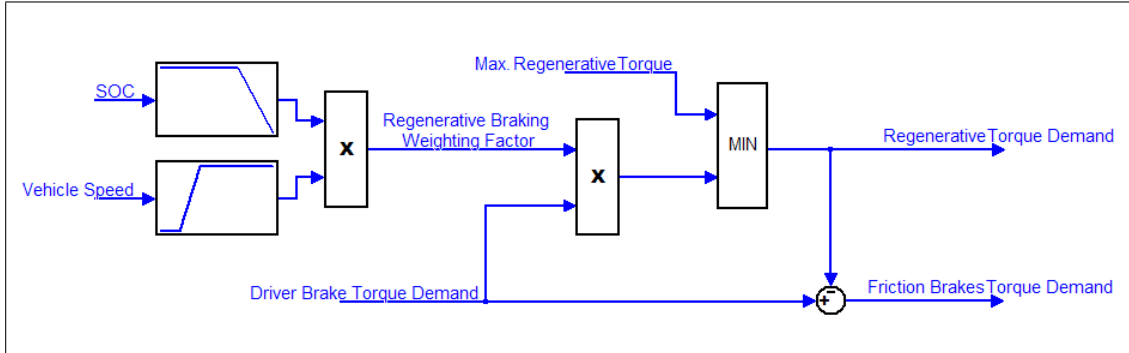 Max. Regenerative Torque
SOC
Regenerative Braking
Weighting Factor
X
MIN
Regenerative Torque Demand
X
Vehicle Speed
Driver Brake Torque Demand
Friction Brakes Torque Demand
+
−